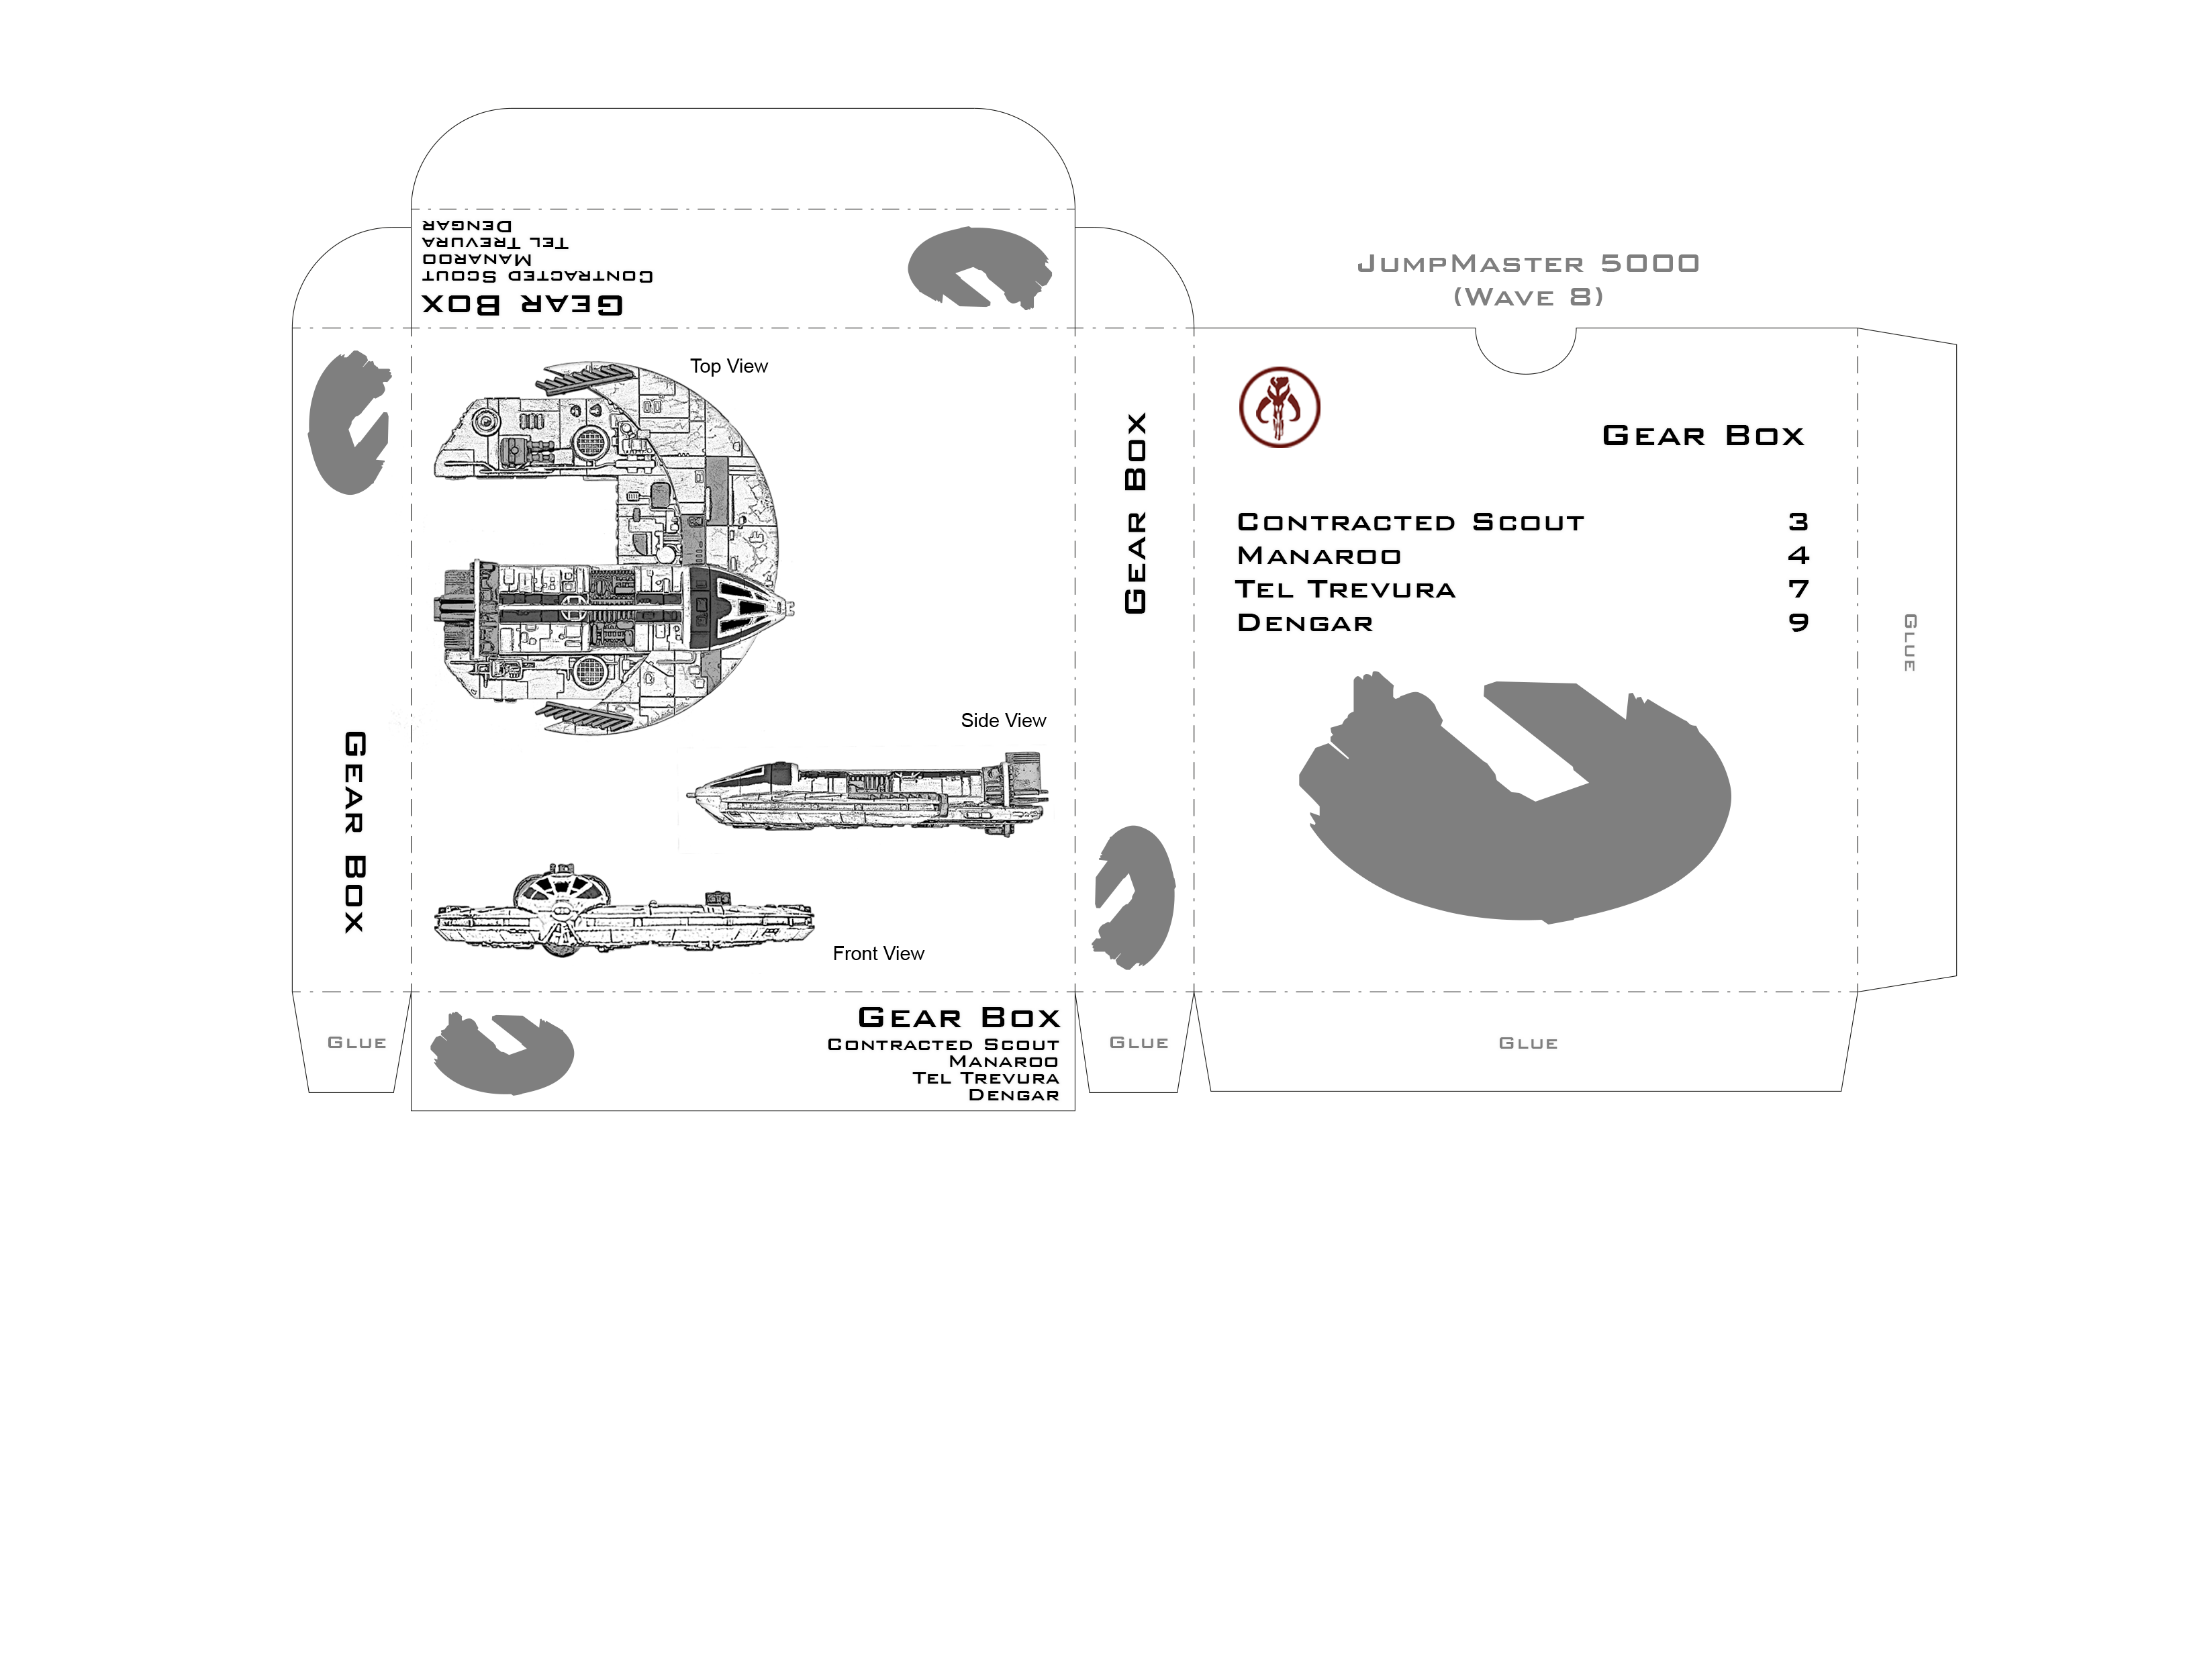 Dengar
Tel Trevura
Manaroo
Contracted Scout
Gear Box
JumpMaster 5000
(Wave 8)
Top View
Gear Box
Gear Box
Contracted Scout 3
Manaroo 4
Tel Trevura 7
Dengar 9
Glue
Side View
Gear Box
Front View
Glue
Gear Box
Contracted Scout
Manaroo
Tel Trevura
Dengar
Glue
Glue